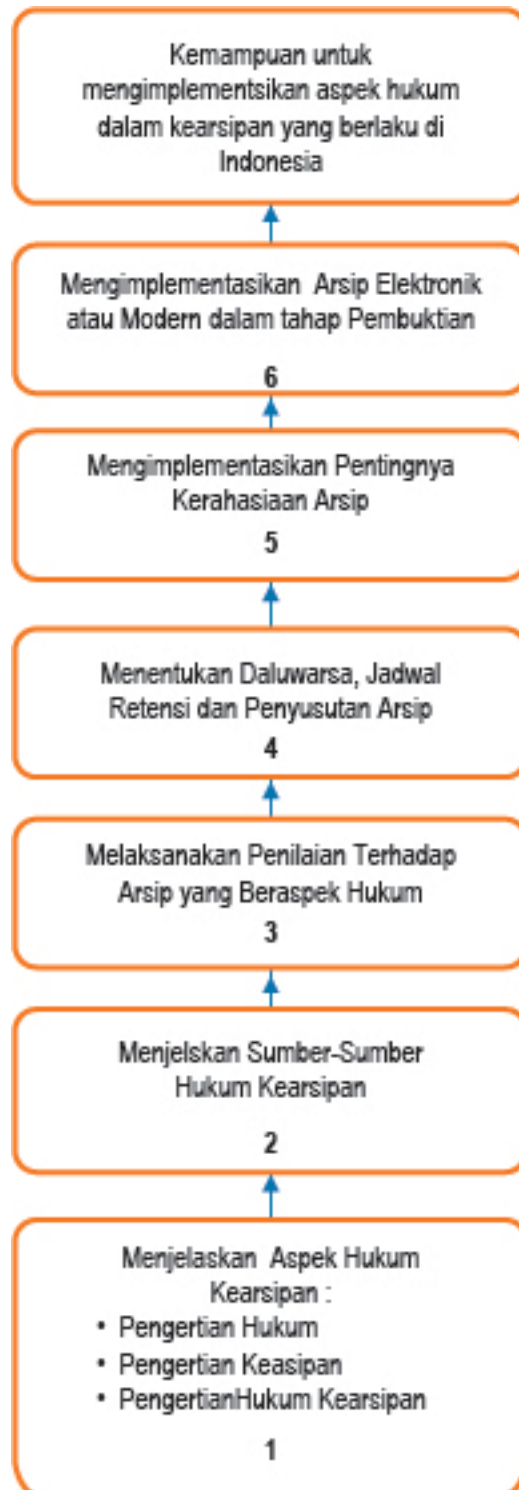 Kemampuan untuk
mengimplementsikan aspek hukum
dalam kearsipan yang berlaku di
Indonesia
Mengimplementasikan Arsip Elektronik
atau Modern dalam tahap Pembuktian
6
Mengimplementasikan Pentingnya
Kerahasiaan Arsip
5
Menentukan Daluwarsa, Jadwal
Retensi dan Penyusutan Arsip
4
Melaksanakan Penilaian Terhadap
Arsip yang Beraspek Hukum
3
Menjelskan Sumber-Sumber
Hukum Kearsipan
2
Menjelaskan Aspek Hukum
Kearsipan :
• Pengertian Hukum
• Pengertian Keasipan
• PengertianHukum Kearsipan
1